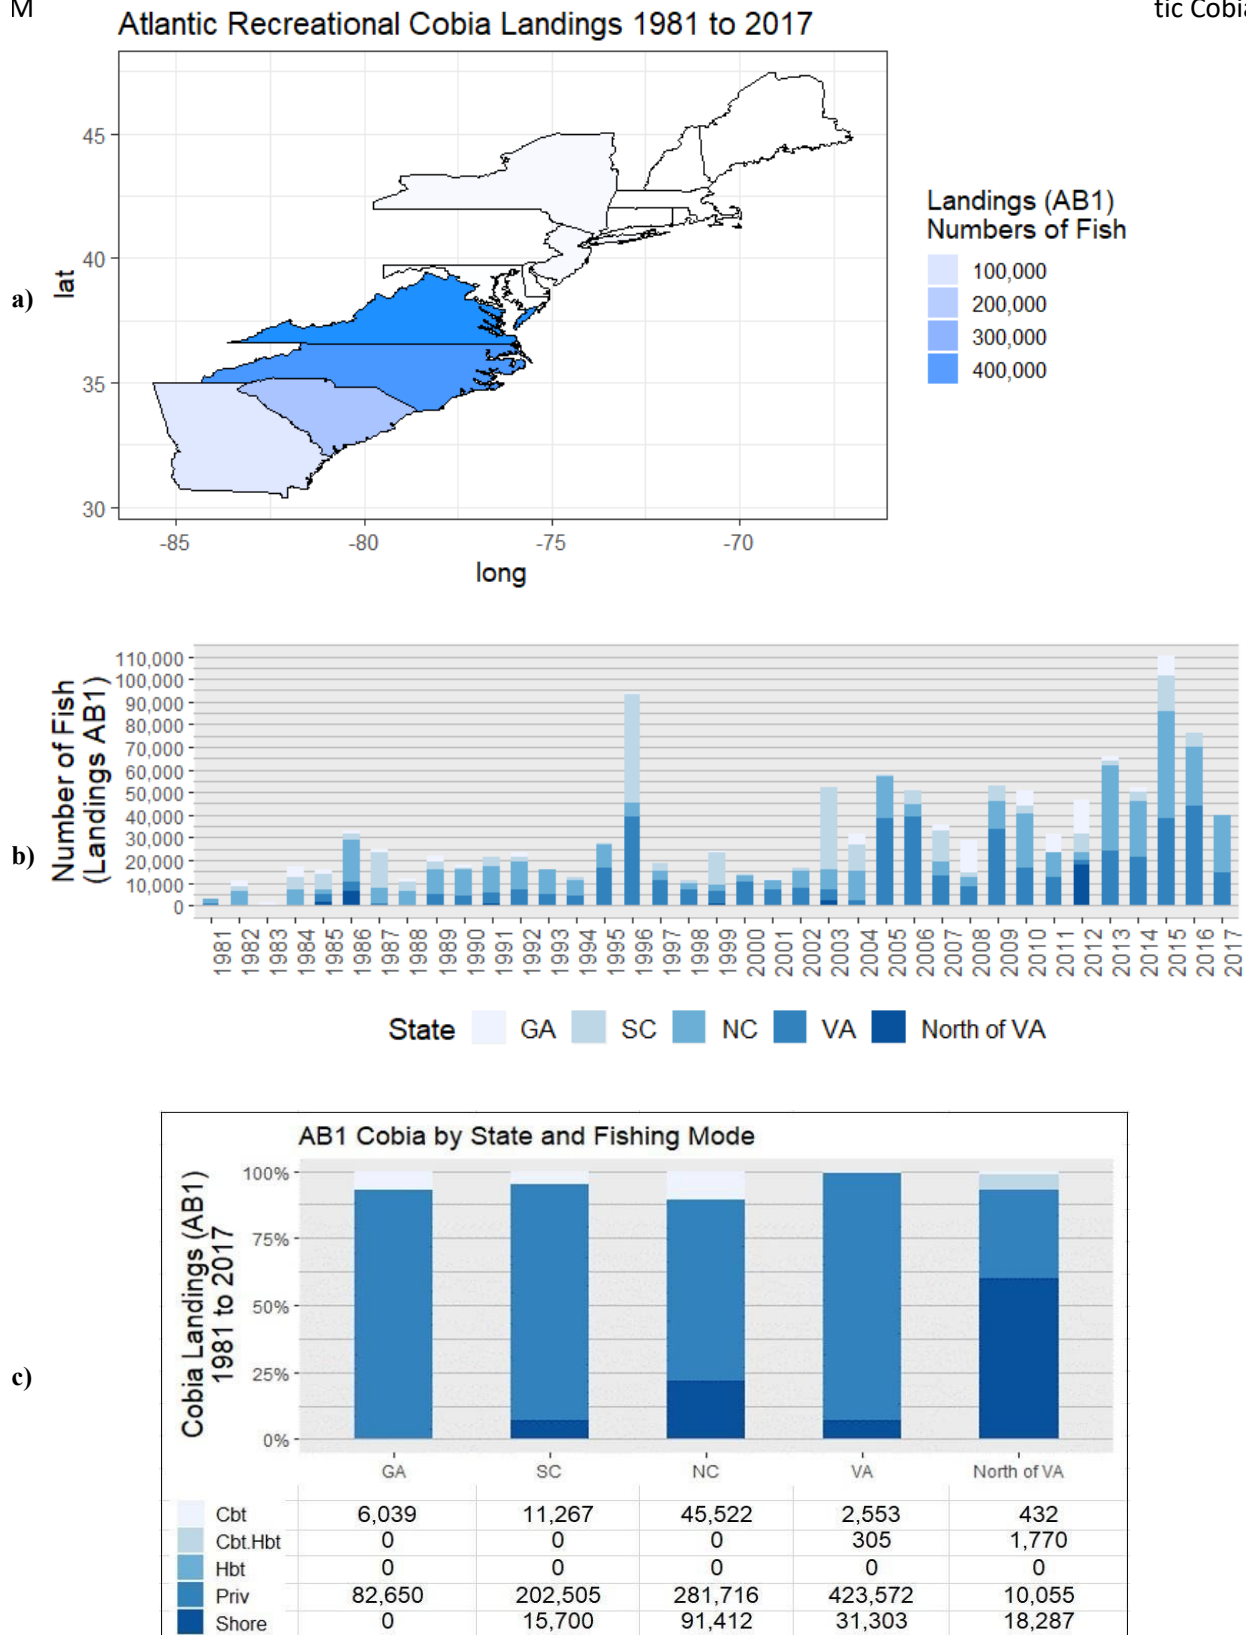 M tic Cobia
Atlantic Recreational Cobia Landings 1981 to 2017
45
40
35
30
lat
a)
-85 -80 -75 -70
long
Landings (AB1)
Numbers of Fish
100,000
200,000
300,000
400,000
b)
Number of Fish
(Landings AB1)
110,000
100,000
90,000
80,000
70,000
60,000
50,000
40,000
30,000
20,000
10,000
0
1981 1982 1983 1984 1985 1986 1987 1988 1989 1990 1991 1992 1993 1994 1995 1996 1997 1998 1999 2000 2001 2002 2003 2004 2005 2006 2007 2008 2009 2010 2011 2012 2013 2014 2015 2016 2017
State GA SC NC VA North of VA
AB1 Cobia by State and Fishing Mode
c)
Cobia Landings (AB1)
1981 to 2017
100%
75%
50%
25%
0%
GA SC NC VA North of VA
Cbt 6,039 11,267 45,522 2,553 432
Cbt.Hbt 0 0 0 305 1,770
Hbt 0 0 0 0 0
Priv 82,650 202,505 281,716 423,572 10,055
Shore 0 15,700 91,412 31,303 18,287